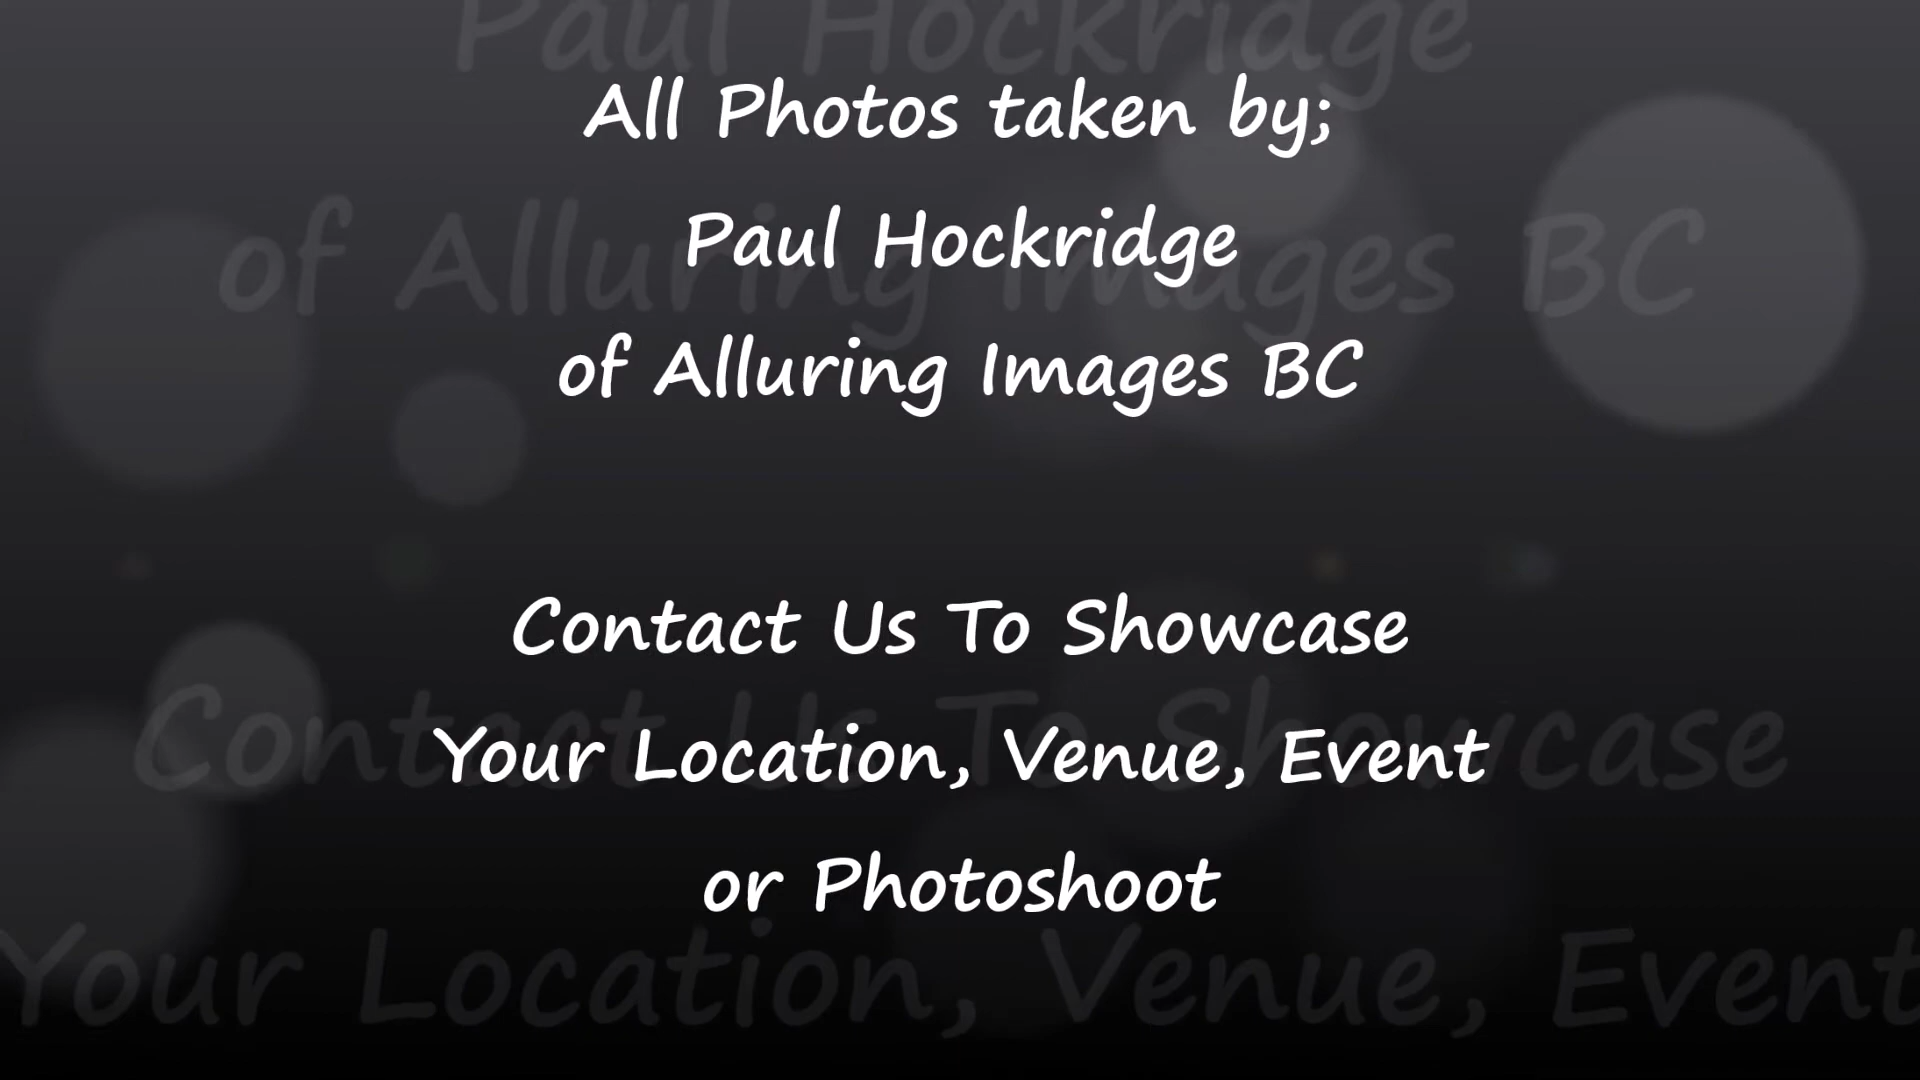 All Photos taken by;
Paul Hockridge
of Alluring Images BC
Contact Us To Showcase
Your Location, Venue, Event
or Photoshoot